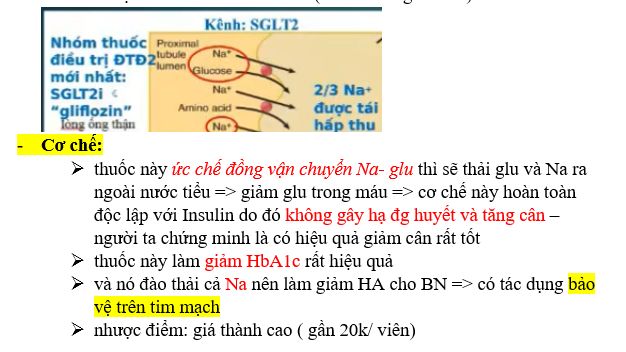 Kênh: SGLT2
Nhóm thuốc
điều trị ĐTĐ2
mới nhất:
SGLT2i
“gliflozin”
lòng ống thận
Proximal
tubule
lumen
Na+
Glucose
Na+
Amino acid
Na+
2/3 Na+
được tái
hấp thu
- Cơ chế:
➢ thuốc này ức chế đồng vận chuyển Na- glu thì sẽ thải glu và Na ra
ngoài nước tiểu => giảm glu trong máu => cơ chế này hoàn toàn
độc lập với Insulin do đó không gây hạ đg huyết và tăng cân –
người ta chứng minh là có hiệu quả giảm cân rất tốt
➢ thuốc này làm giảm HbA1c rất hiệu quả
➢ và nó đào thải cả Na nên làm giảm HA cho BN => có tác dụng bảo
vệ trên tim mạch
➢ nhược điểm: giá thành cao ( gần 20k/ viên)